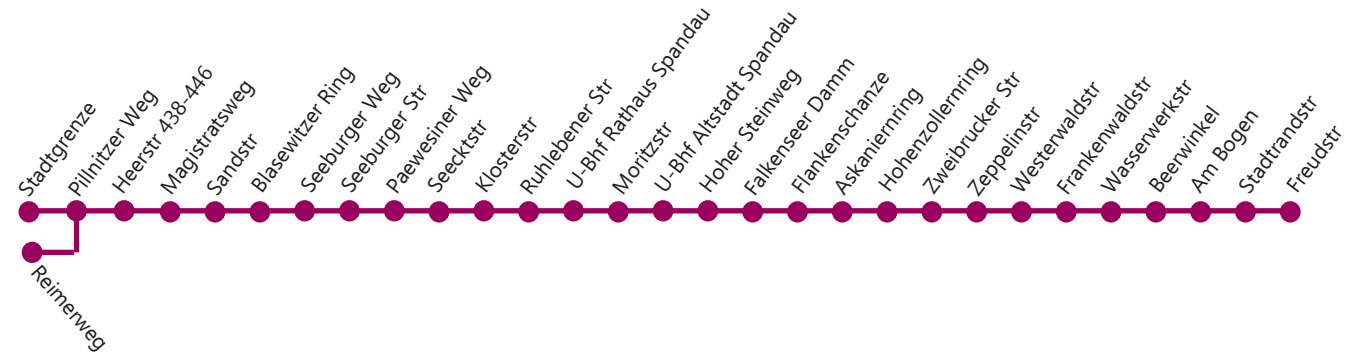 Stadtgrenze
Pillnitzer Weg
Heerstr 438-446
Magistratsweg
Sandstr
Blasewitzer Ring
Seeburger Weg
Seeburger Str
Paewesiner Weg
Seecktstr
Klosterstr
Ruhlebener Str
U-Bhf Rathaus Spandau
Moritzstr
U-Bhf Altstadt Spandau
Hoher Steinweg
Falkenseer Damm
Flankenschanze
Askanierring
Hohenzollernring
Zweibrucker Str
Zeppelinstr
Westerwaldstr
Frankenwaldstr
Wasserwerkstr
Beerwinkel
Am Bogen
Stadtrandstr
Freudstr
Reimerweg